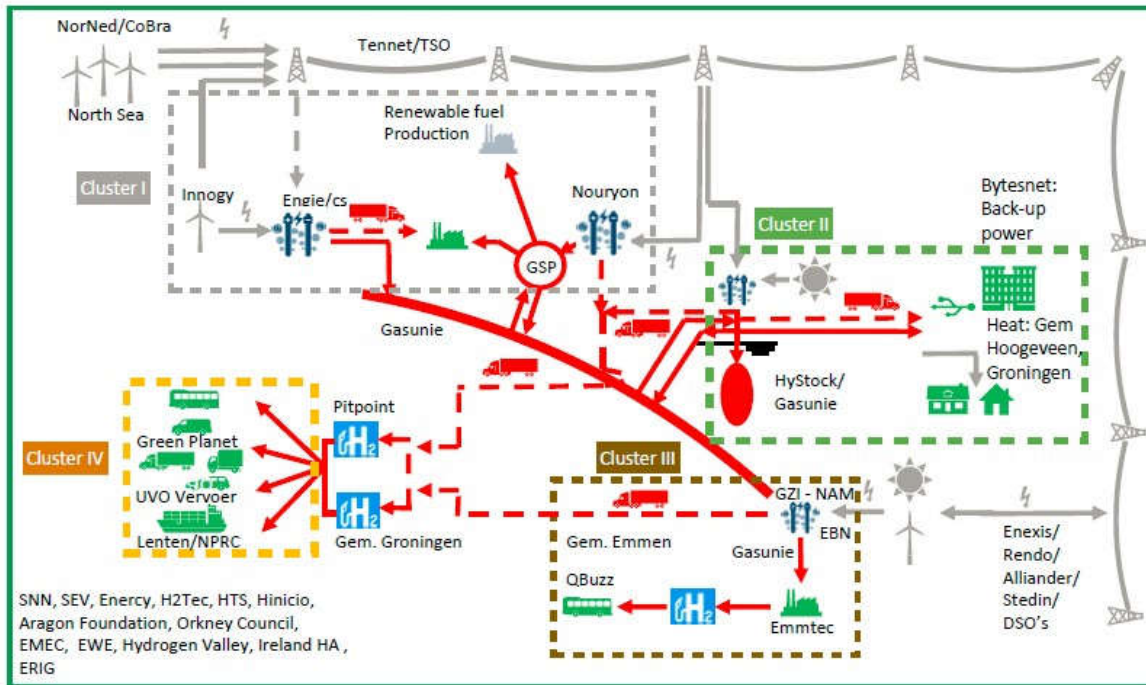 NorNed/CoBra
North Sea
Tennet/TSO
Renewable fuel
Production
Cluster I
Innogy
Engie/cs
Nouryon
GSP
Cluster II
Bytesnet:
Back-up
power
Gasunie
Heat: Gem
Hoogeveen,
Groningen
HyStock/
Gasunie
Pitpoint
H2
Green Planet
Cluster IV
UVO Vervoer
H2
Lenten/NPRC
Gem. Groningen
Cluster III
GZI - NAM
EBN
Gem. Emmen
Gasunie
QBuzz
H2
Emmtec
Enexis/
Rendo/
Alliander/
Stedin/
DSO's
SNN, SEV, Enercy, H2Tec, HTS, Hinicio,
Aragon Foundation, Orkney Council,
EMEC, EWE, Hydrogen Valley, Ireland HA ,
ERIG